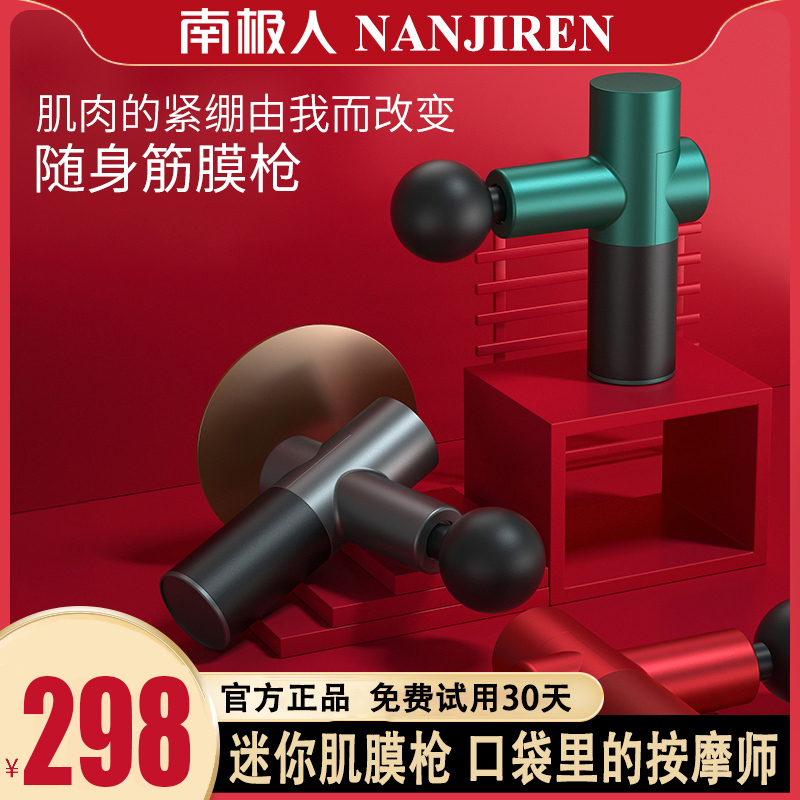 南极人 NANJIREN
肌肉的紧绷由我而改变
随身筋膜枪
官方正品 免费试用30天
¥298
迷你肌膜枪 口袋里的按摩师